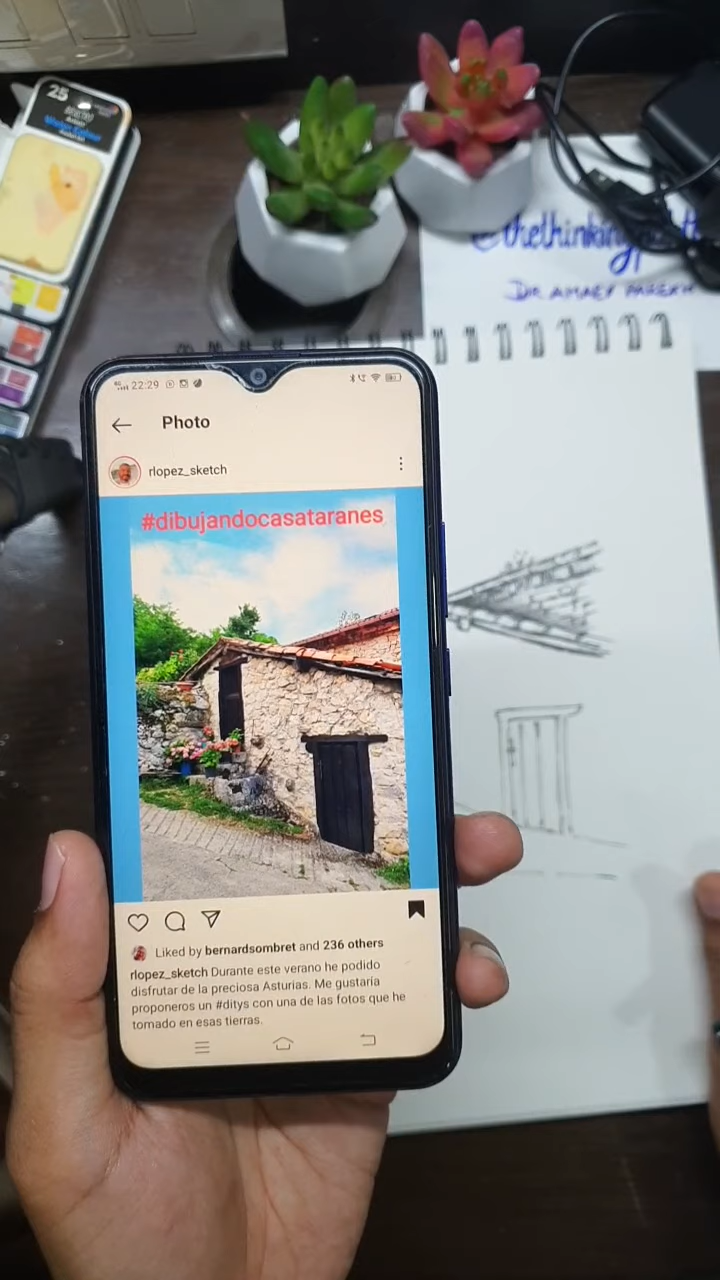 25
22:29
Photo
rlopez_sketch
#dibujandocasataranes
Liked by bernardsombret and 236 others
rlopez_sketch Durante este verano he podido
disfrutar de la preciosa Asturias. Me gustaría
proponeros un #ditys con una de las fotos que he
tomado en esas tierras.